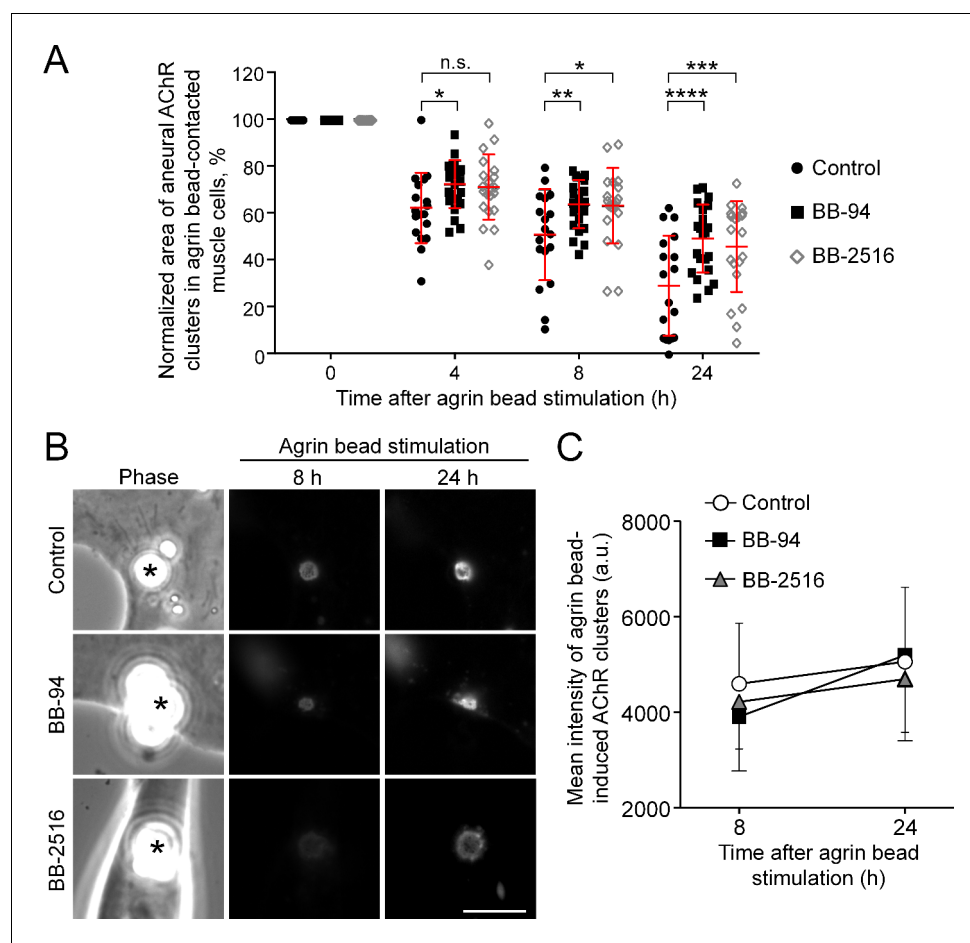 A
Normalized area of aneural AChR
clusters in agrin bead-contacted
muscle cells, %
120
100
80
60
40
20
0
n.s.
*
*
**
***
****
0 4 8 24
Time after agrin bead stimulation (h)
Control
BB-94
BB-2516
B
Agrin bead stimulation
Phase 8 h 24 h
Control
*
BB-94
*
BB-2516
*
C
Control
BB-94
BB-2516
Mean intensity of agrin bead-
induced AChR clusters (a.u.)
8000
6000
4000
2000
8 24
Time after agrin bead
stimulation (h)